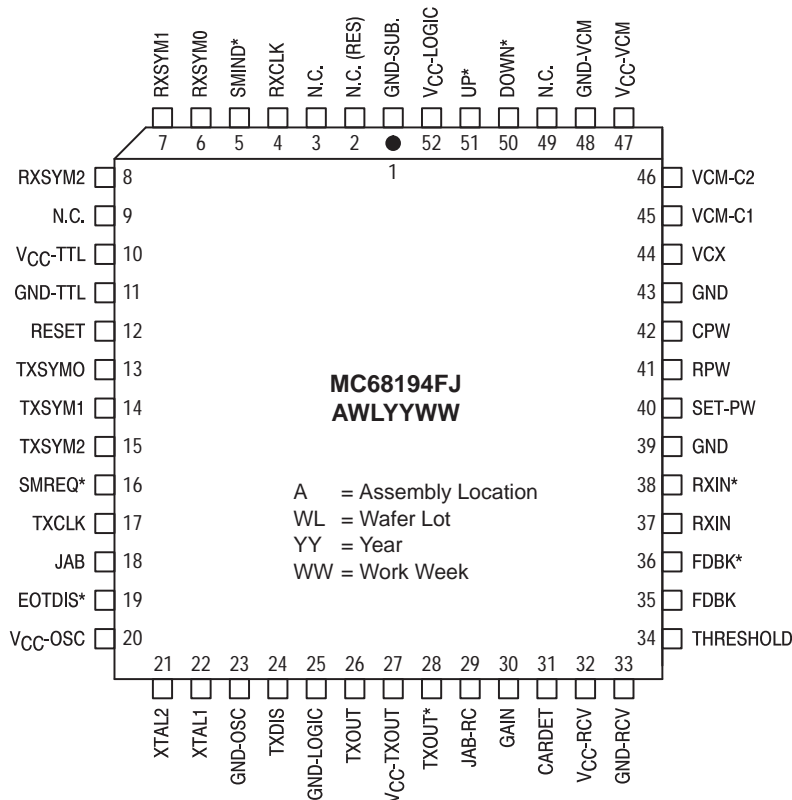 RXSYM1
RXSYM0
SMIND*
RXCLK
N.C.
N.C. (RES)
GND-SUB.
VCC-LOGIC
UP*
DOWN*
N.C.
GND-VCM
VCC-VCM
7 6 5 4 3 2 52 51 50 49 48 47
1
RXSYM2 8
N.C. 9
VCC-TTL 10
GND-TTL 11
RESET 12
TXSYMO 13
TXSYM1 14
TXSYM2 15
SMREQ* 16
TXCLK 17
JAB 18
EOTDIS* 19
VCC-OSC 20
46 VCM-C2
45 VCM-C1
44 VCX
43 GND
42 CPW
41 RPW
40 SET-PW
39 GND
38 RXIN*
37 RXIN
36 FDBK*
35 FDBK
34 THRESHOLD
MC68194FJ
AWLYYWW
A = Assembly Location
WL = Wafer Lot
YY = Year
WW = Work Week
21 22 23 24 25 26 27 28 29 30 31 32 33
XTAL2
XTAL1
GND-OSC
TXDIS
GND-LOGIC
TXOUT
VCC-TXOUT
TXOUT*
JAB-RC
GAIN
CARDET
VCC-RCV
GND-RCV